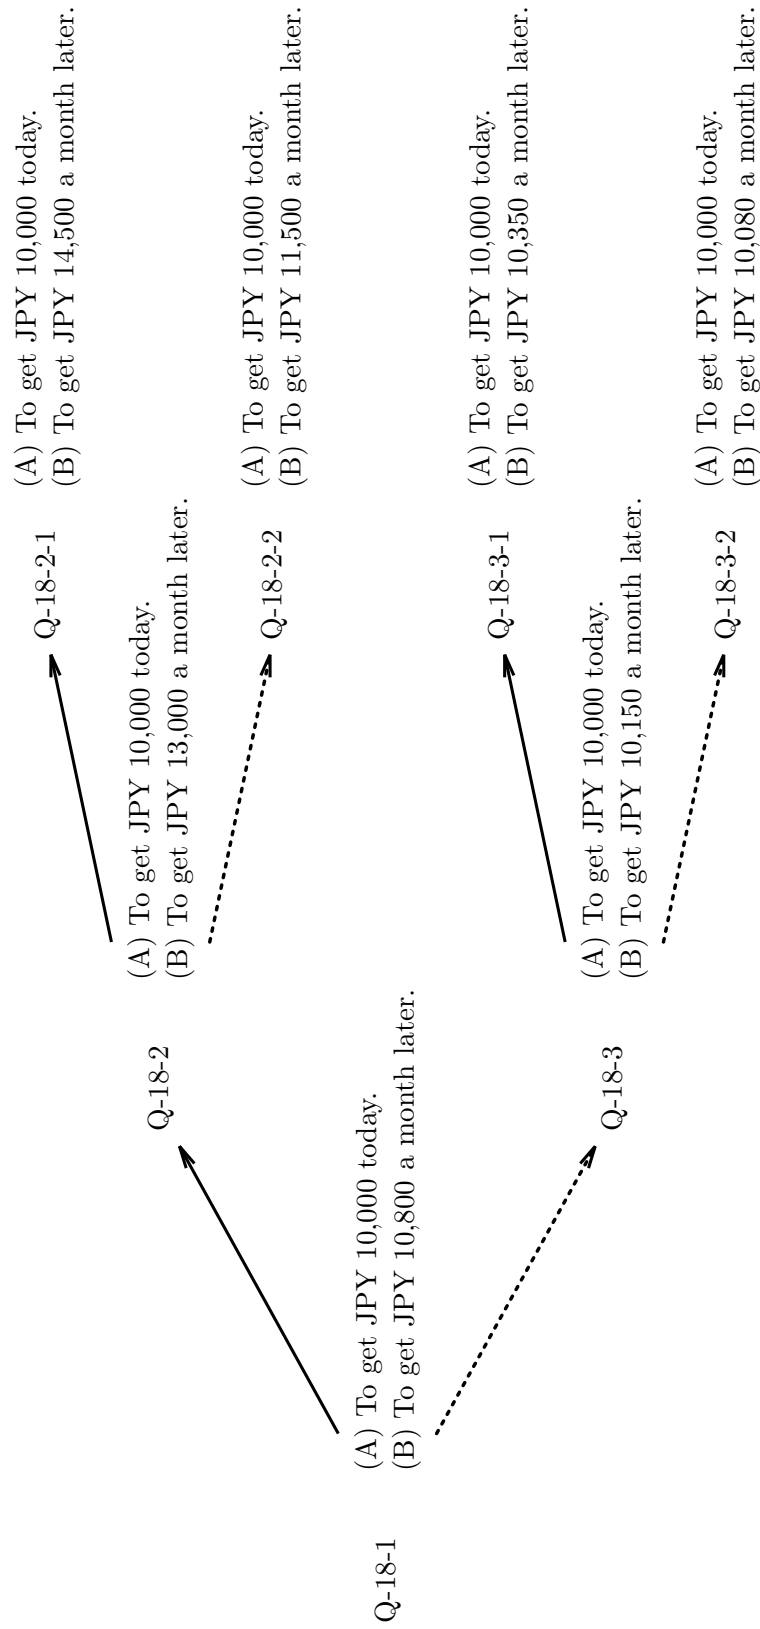 Q-18-1
(A) To get JPY 10,000 today.
(B) To get JPY 10,800 a month later.
Q-18-2
(A) To get JPY 10,000 today.
(B) To get JPY 13,000 a month later.
Q-18-3
(A) To get JPY 10,000 today.
(B) To get JPY 10,150 a month later.
Q-18-2-1
(A) To get JPY 10,000 today.
(B) To get JPY 14,500 a month later.
Q-18-2-2
(A) To get JPY 10,000 today.
(B) To get JPY 11,500 a month later.
Q-18-3-1
(A) To get JPY 10,000 today.
(B) To get JPY 10,350 a month later.
Q-18-3-2
(A) To get JPY 10,000 today.
(B) To get JPY 10,080 a month later.